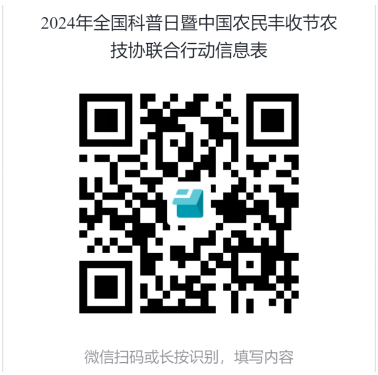 2024年全国科普日暨中国农民丰收节农
技协联合行动信息表
微信扫码或长按识别，填写内容